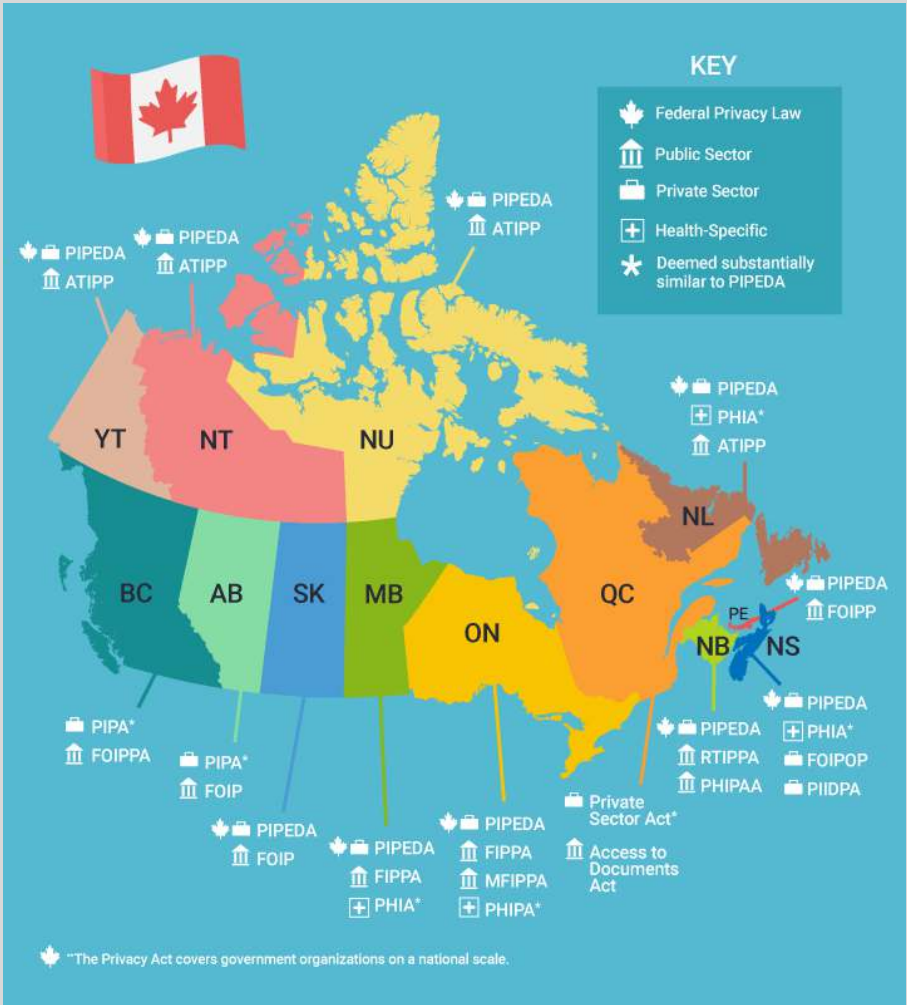 KEY
Federal Privacy Law
Public Sector
Private Sector
Health-Specific
* Deemed substantially
similar to PIPEDA
PIPEDA
ATIPP
PIPEDA
ATIPP
PIPEDA
ATIPP
PIPEDA
PHIA*
ATIPP
YT
NT
NU
NL
BC
AB
SK
MB
ON
QC
PE
NB
NS
PIPEDA
FOIPP
PIPA*
FOIPPA
PIPA*
FOIP
PIPEDA
FOIP
PIPEDA
FIPPA
PHIA*
PIPEDA
FIPPA
MFIPPA
PHIPA*
Private
Sector Act*
Access to
Documents
Act
PIPEDA
RTIPPA
PHIPAA
PIPEDA
PHIA*
FOIPOP
PIIDPA
"The Privacy Act covers government organizations on a national scale.